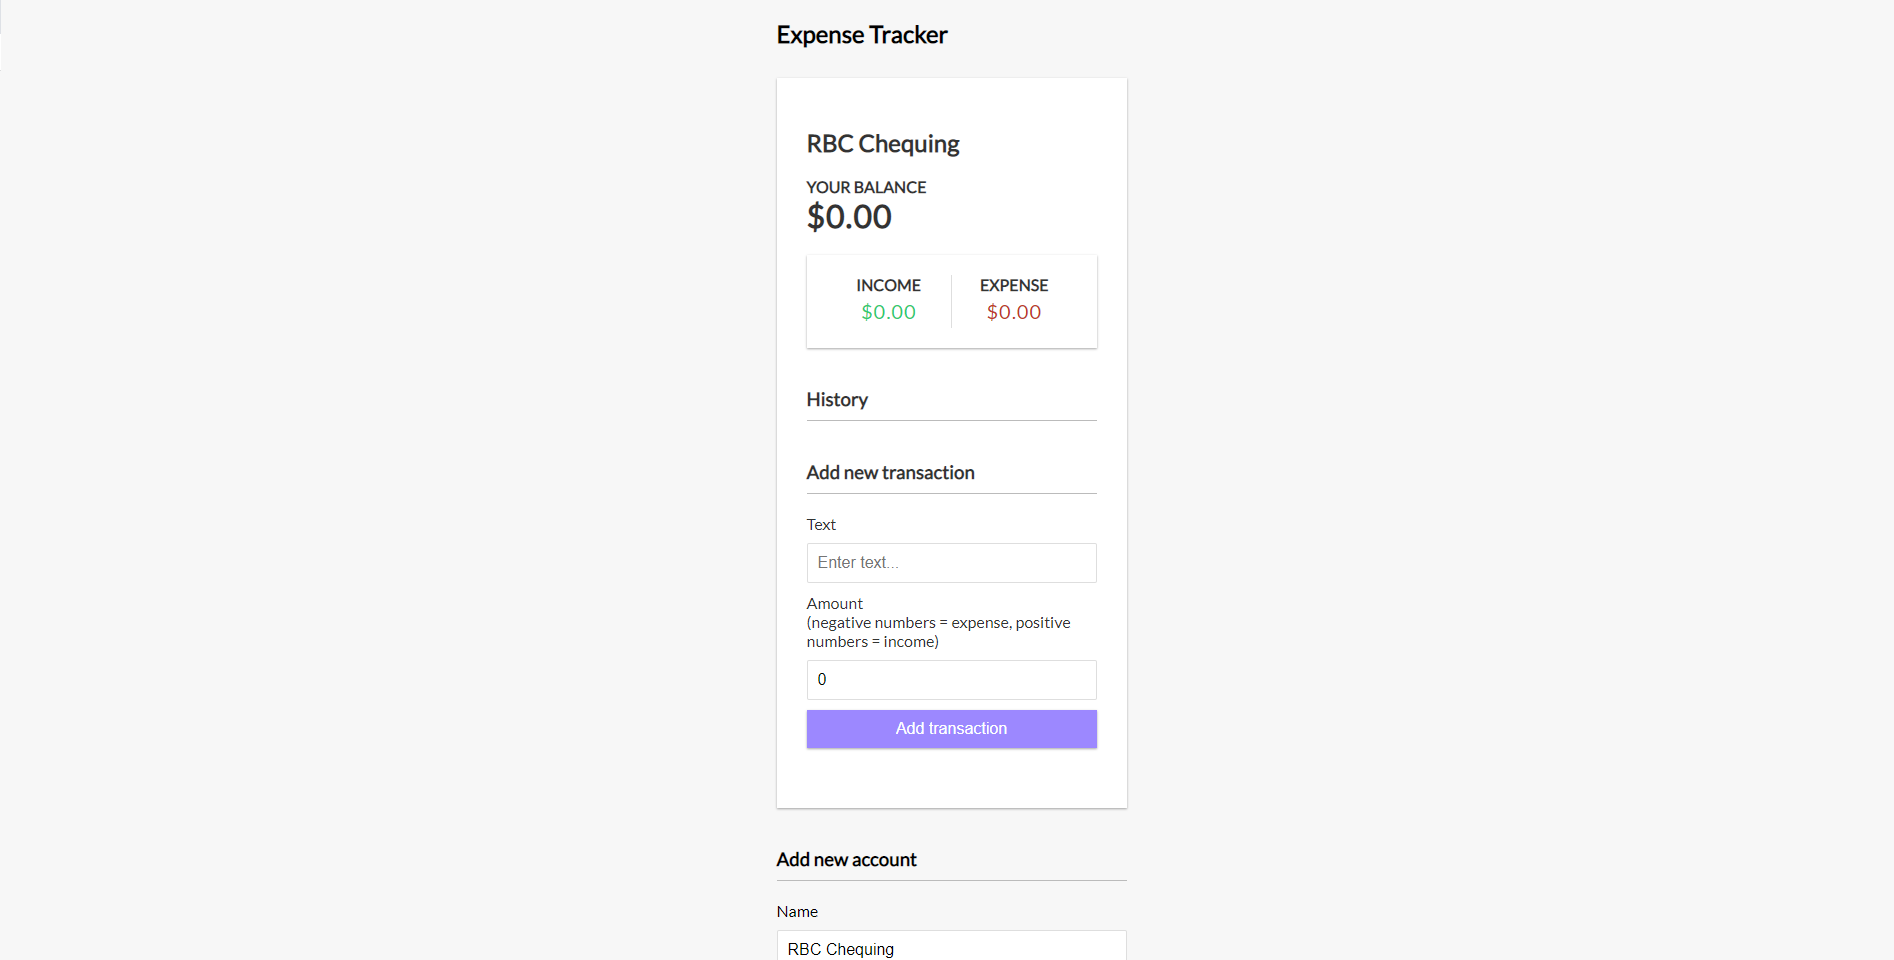 Expense Tracker
RBC Chequing
YOUR BALANCE
$0.00
INCOME EXPENSE
$0.00 $0.00
History
Add new transaction
Text
Enter text...
Amount
(negative numbers = expense, positive
numbers = income)
0
Add transaction
Add new account
Name
RBC Chequing